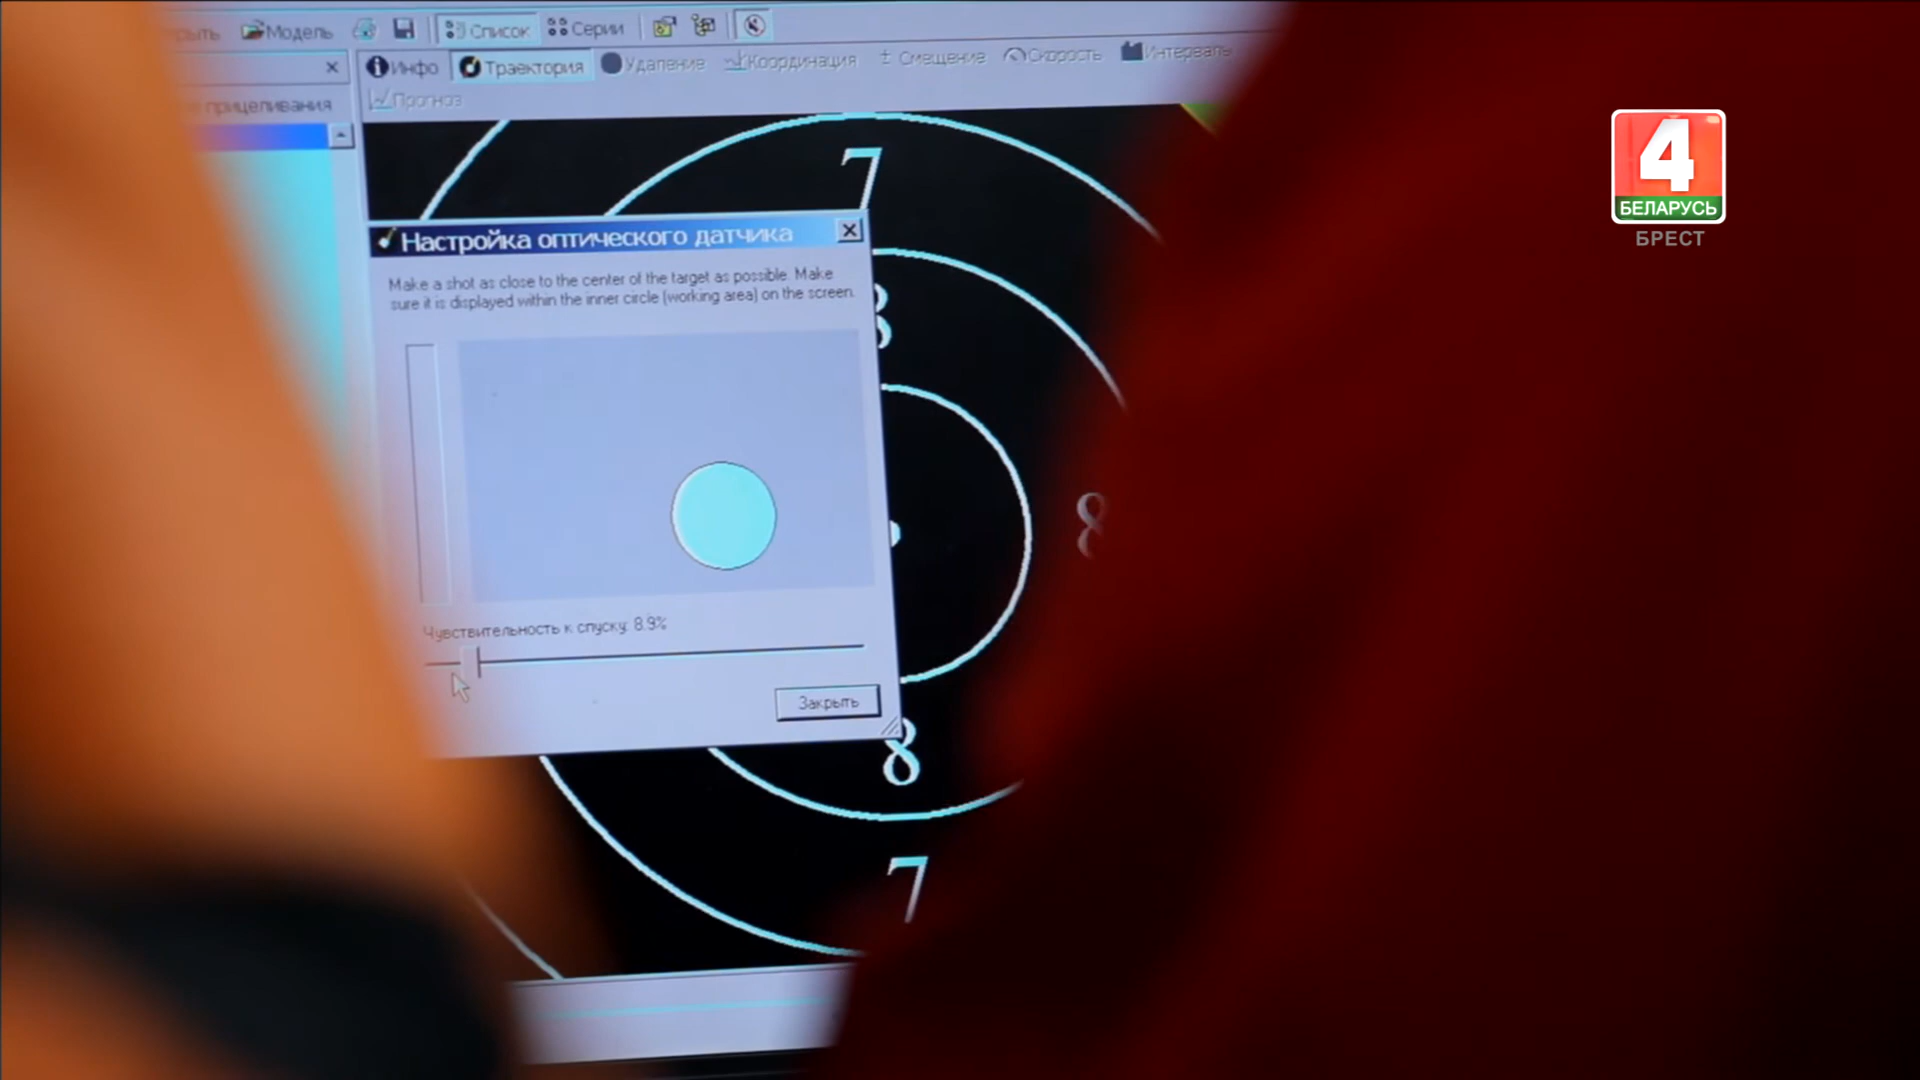 Модель Список Серии
Инфо Траектория Удаление Координация ± Смещение Скорость Интервалы
Прогноз
прицеливания
7
8
Настройка оптического датчика
Make a shot as close to the center of the target as possible. Make
sure it is displayed within the inner circle (working area) on the screen.
8
Чувствительность к спуску: 8.9%
Закрыть
8
7
4
БЕЛАРУСЬ
БРЕСТ